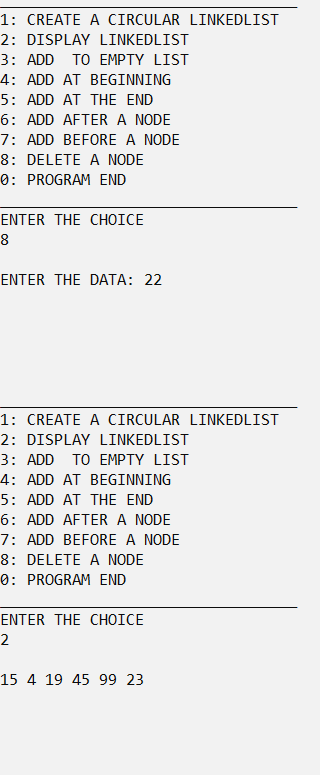 1: CREATE A CIRCULAR LINKEDLIST
2: DISPLAY LINKEDLIST
3: ADD  TO EMPTY LIST
4: ADD AT BEGINNING
5: ADD AT THE END
6: ADD AFTER A NODE
7: ADD BEFORE A NODE
8: DELETE A NODE
0: PROGRAM END
ENTER THE CHOICE
8
ENTER THE DATA: 22
1: CREATE A CIRCULAR LINKEDLIST
2: DISPLAY LINKEDLIST
3: ADD  TO EMPTY LIST
4: ADD AT BEGINNING
5: ADD AT THE END
6: ADD AFTER A NODE
7: ADD BEFORE A NODE
8: DELETE A NODE
0: PROGRAM END
ENTER THE CHOICE
2
15 4 19 45 99 23